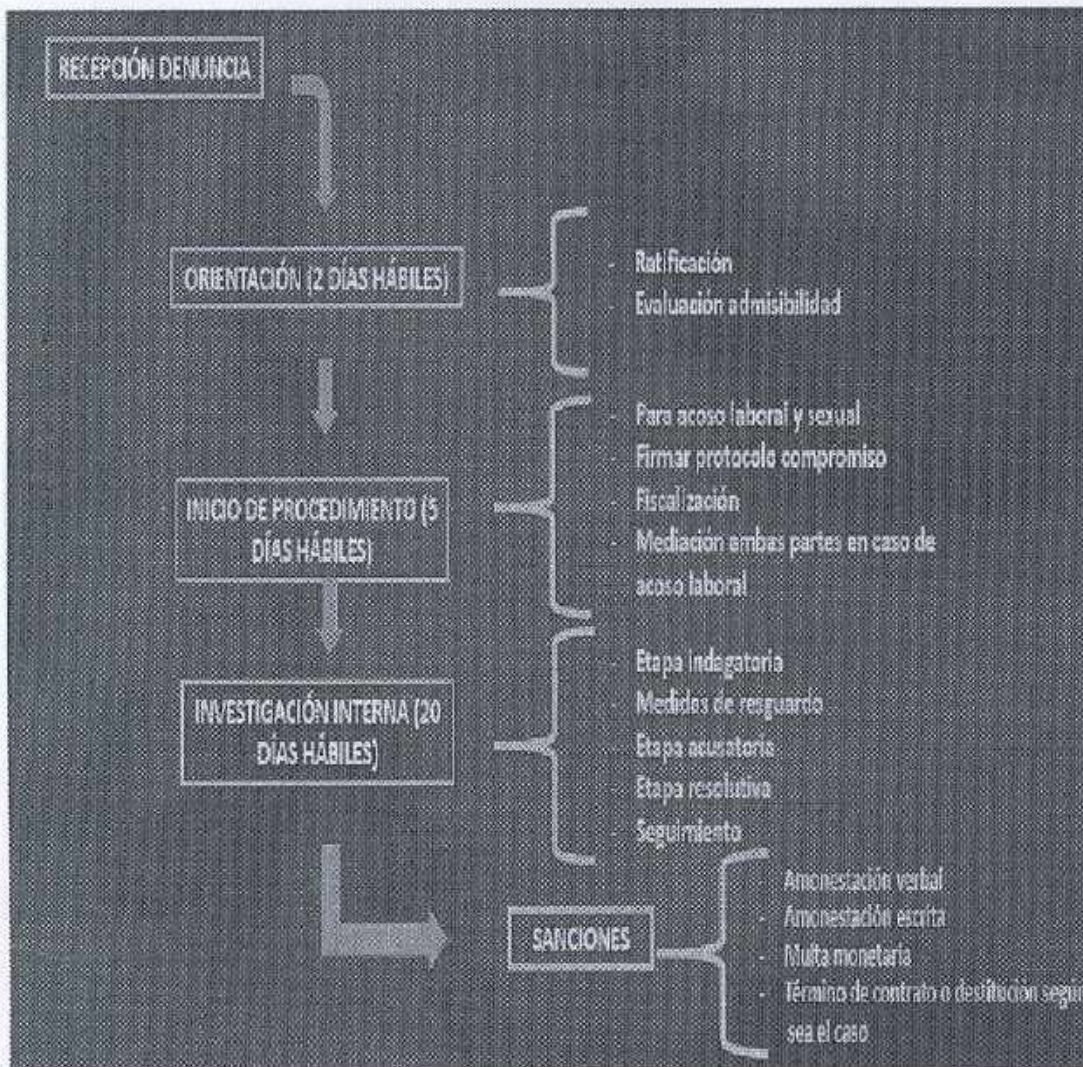 RECEPCIÓN DENUNCIA
ORIENTACIÓN (2 DÍAS HÁBILES)
- Ratificación
- Evaluación admisibilidad
INICIO DE PROCEDIMIENTO (5
DÍAS HÁBILES)
- Para acoso laboral y sexual
- Firmar protocolo compromiso
- Fiscalización
- Mediación ambas partes en caso de
acoso laboral
INVESTIGACIÓN INTERNA (20
DÍAS HÁBILES)
- Etapa indagatoria
- Medidas de resguardo
- Etapa acusatoria
- Etapa resolutiva
- Seguimiento
SANCIONES
- Amonestación verbal
- Amonestación escrita
- Multa monetaria
- Término de contrato o destitución según
sea el caso